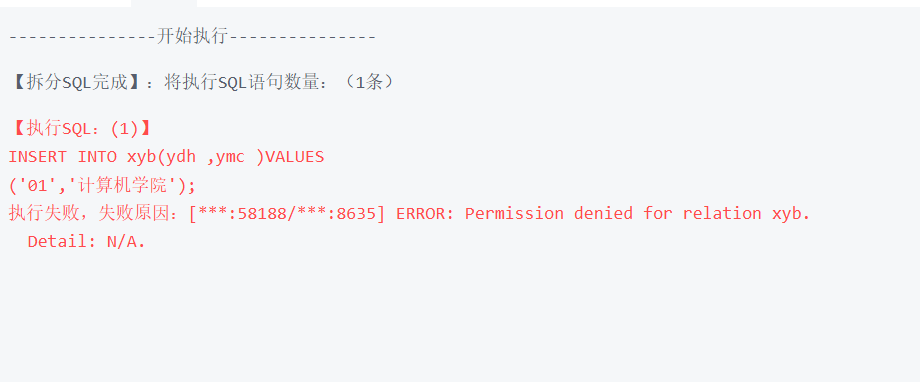 ---------------开始执行---------------
【拆分SQL完成】：将执行SQL语句数量：（1条）
【执行SQL：(1)】
INSERT INTO xyb(ydh ,ymc )VALUES
('01','计算机学院');
执行失败，失败原因：[***:58188/***:8635] ERROR: Permission denied for relation xyb.
  Detail: N/A.